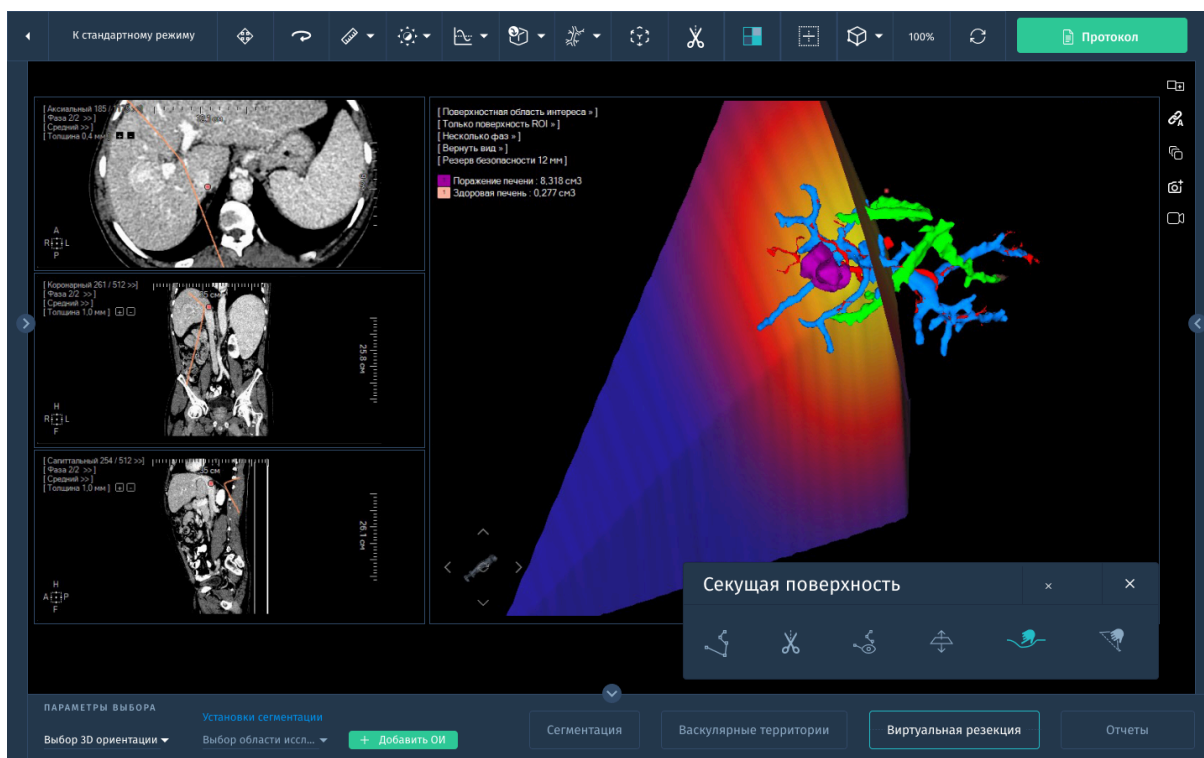 К стандартному режиму
100%
Протокол
[ Аксиальный 185 /
[ Фаза 2/2 >> ]
[ Средний >> ]
[ Толщина 0,4 мм ]
A
R L
P
[ Коронарный 261 / 512 >>]
[ Фаза 2/2 >> ]
[ Средний >> ]
[ Толщина 1,0 мм ]
25.8 см
H
R L
F
[ Сагиттальный 254 / 512 >>]
[ Фаза 2/2 >> ]
[ Средний >> ]
[ Толщина 1,0 мм ]
26.1 см
H
A P
F
[ Поверхностная область интереса » ]
[ Только поверхность ROI » ]
[ Несколько фаз » ]
[ Вернуть вид » ]
[ Резерв безопасности 12 мм ]
Поражение печени : 8,318 см3
Здоровая печень : 0,277 см3
Секущая поверхность
ПАРАМЕТРЫ ВЫБОРА
Выбор 3D ориентации
Установки сегментации
Выбор области иссл...
+ Добавить ОИ
Сегментация
Васкулярные территории
Виртуальная резекция
Отчеты